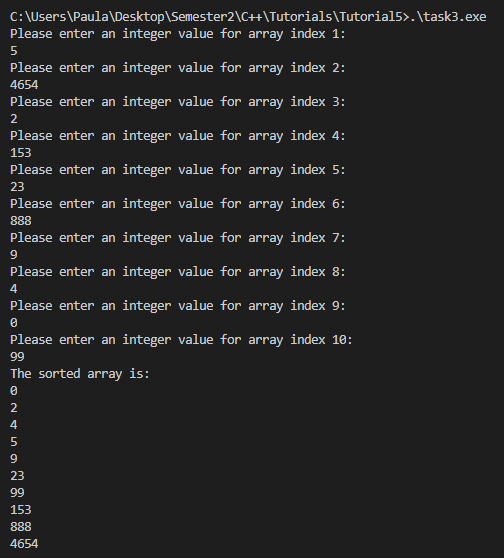 C:\Users\Paula\Desktop\Semester2\C++\Tutorials\Tutorial5>.\task3.exe
Please enter an integer value for array index 1:
5
Please enter an integer value for array index 2:
4654
Please enter an integer value for array index 3:
2
Please enter an integer value for array index 4:
153
Please enter an integer value for array index 5:
23
Please enter an integer value for array index 6:
888
Please enter an integer value for array index 7:
9
Please enter an integer value for array index 8:
4
Please enter an integer value for array index 9:
0
Please enter an integer value for array index 10:
99
The sorted array is:
0
2
4
5
9
23
99
153
888
4654